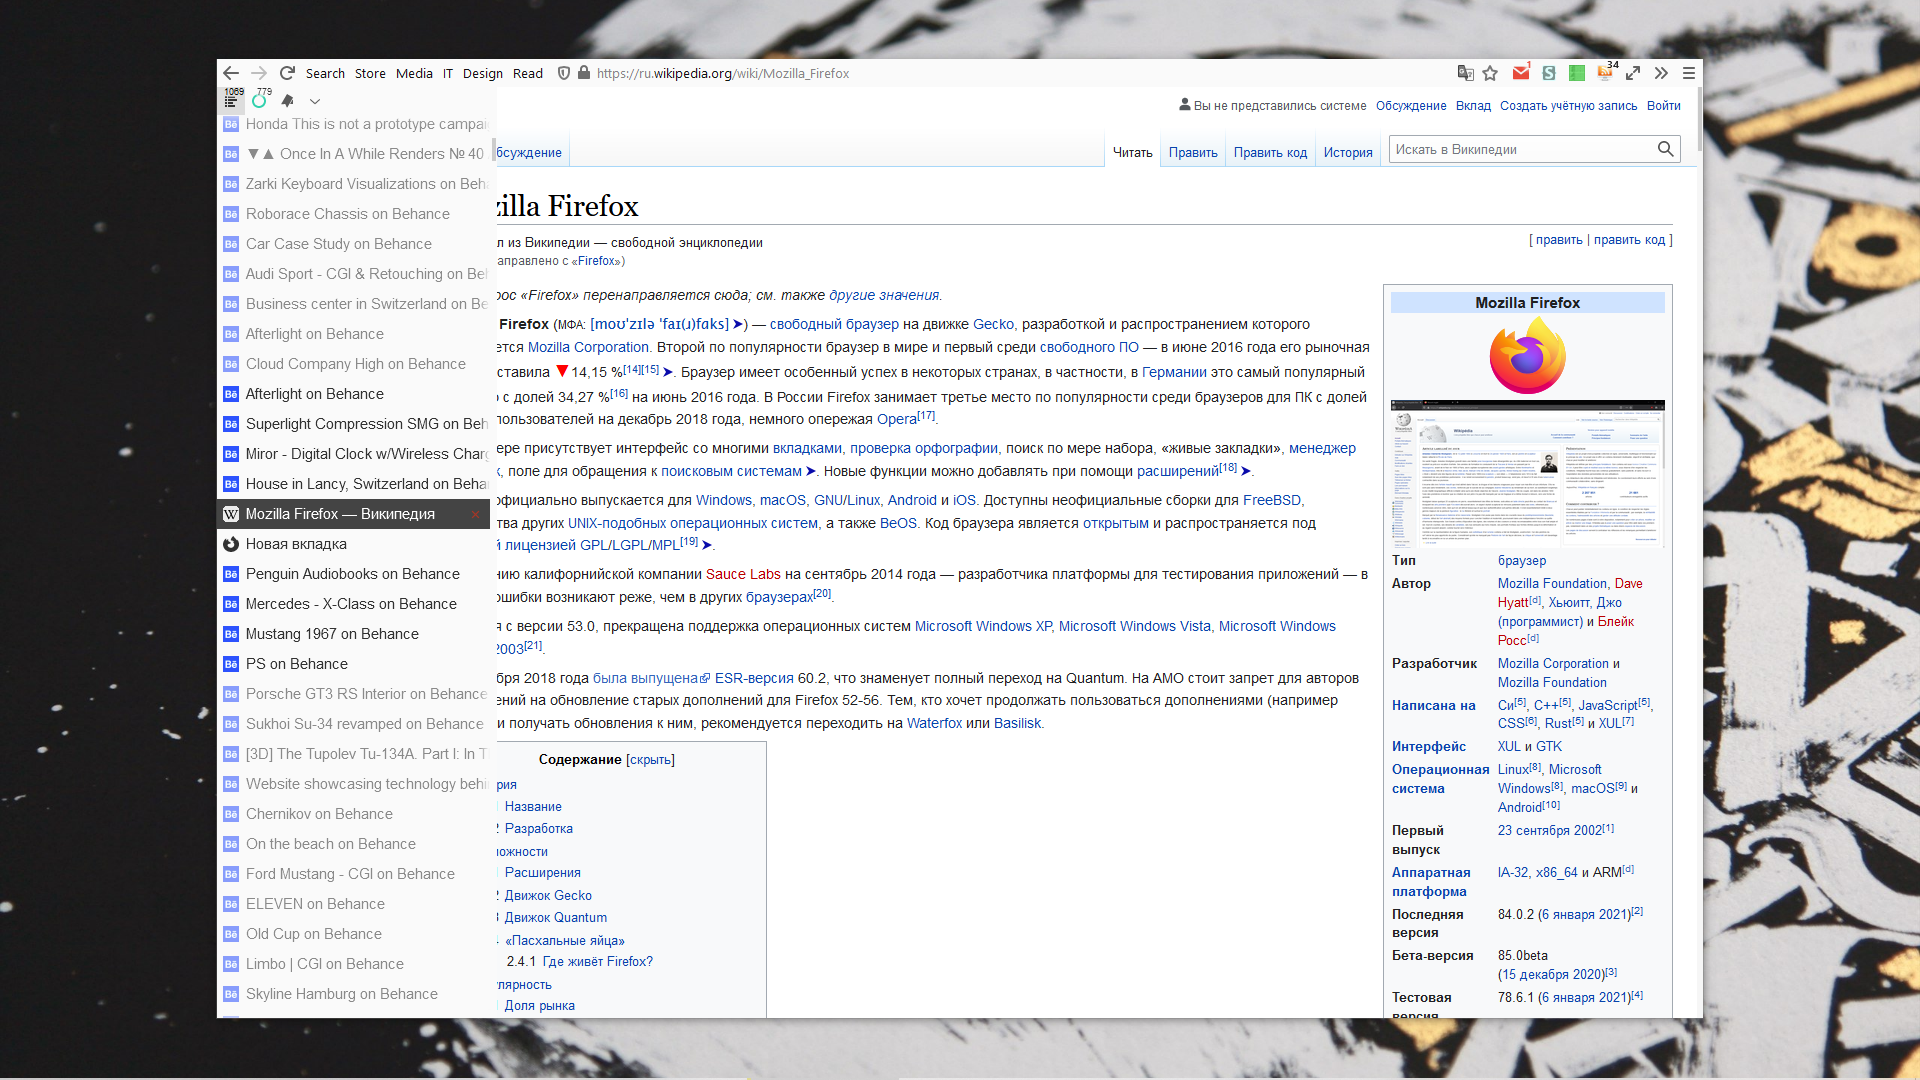 Search Store Media IT Design Read https://ru.wikipedia.org/wiki/Mozilla_Firefox 1 34
1069 779
Honda This is not a prototype campai
▼▲ Once In A While Renders № 40
Zarki Keyboard Visualizations on Beha
Roborace Chassis on Behance
Car Case Study on Behance
Audi Sport - CGI & Retouching on Beh
Business center in Switzerland on Be
Afterlight on Behance
Cloud Company High on Behance
Afterlight on Behance
Superlight Compression SMG on Beh
Miror - Digital Clock w/Wireless Charg
House in Lancy, Switzerland on Behan
Mozilla Firefox — Википедия
Новая вкладка
Penguin Audiobooks on Behance
Mercedes - X-Class on Behance
Mustang 1967 on Behance
PS on Behance
Porsche GT3 RS Interior on Behance
Sukhoi Su-34 revamped on Behance
[3D] The Tupolev Tu-134A. Part I: In T
Website showcasing technology behi
Chernikov on Behance
On the beach on Behance
Ford Mustang - CGI on Behance
ELEVEN on Behance
Old Cup on Behance
Limbo | CGI on Behance
Skyline Hamburg on Behance
Вы не представились системе Обсуждение Вклад Создать учётную запись Войти
бсуждение Читать Править Править код История Искать в Википедии
zilla Firefox
л из Википедии — свободной энциклопедии [ править | править код ]
аправлено с «Firefox»)
рос «Firefox» перенаправляется сюда; см. также другие значения.
Firefox (МФА: [moʊˈzɪlə ˈfaɪ(ɹ)fɑks] ➤) — свободный браузер на движке Gecko, разработкой и распространением которого
ется Mozilla Corporation. Второй по популярности браузер в мире и первый среди свободного ПО — в июне 2016 года его рыночная
ставила ▼14,15 %[14][15] ➤. Браузер имеет особенный успех в некоторых странах, в частности, в Германии это самый популярный
с долей 34,27 %[16] на июнь 2016 года. В России Firefox занимает третье место по популярности среди браузеров для ПК с долей
пользователей на декабрь 2018 года, немного опережая Opera[17].
ере присутствует интерфейс со многими вкладками, проверка орфографии, поиск по мере набора, «живые закладки», менеджер
к, поле для обращения к поисковым системам ➤. Новые функции можно добавлять при помощи расширений[18] ➤.
официально выпускается для Windows, macOS, GNU/Linux, Android и iOS. Доступны неофициальные сборки для FreeBSD,
тва других UNIX-подобных операционных систем, а также BeOS. Код браузера является открытым и распространяется под
й лицензией GPL/LGPL/MPL[19] ➤.
нию калифорнийской компании Sauce Labs на сентябрь 2014 года — разработчика платформы для тестирования приложений — в
ошибки возникают реже, чем в других браузерах[20].
я с версии 53.0, прекращена поддержка операционных систем Microsoft Windows XP, Microsoft Windows Vista, Microsoft Windows
2003[21].
бря 2018 года была выпущена ESR-версия 60.2, что знаменует полный переход на Quantum. На AMO стоит запрет для авторов
ений на обновление старых дополнений для Firefox 52-56. Тем, кто хочет продолжать пользоваться дополнениями (например
и получать обновления к ним, рекомендуется переходить на Waterfox или Basilisk.
Содержание [скрыть]
рия
1 Название
2 Разработка
можности
1 Расширения
2 Движок Gecko
3 Движок Quantum
4 «Пасхальные яйца»
2.4.1 Где живёт Firefox?
улярность
1 Доля рынка
Mozilla Firefox
Тип браузер
Автор Mozilla Foundation, Dave
Hyatt[d], Хьюитт, Джо
(программист) и Блейк
Росс[d]
Разработчик Mozilla Corporation и
Mozilla Foundation
Написана на Си[5], C++[5], JavaScript[5],
CSS[6], Rust[5] и XUL[7]
Интерфейс XUL и GTK
Операционная Linux[8], Microsoft
система Windows[8], macOS[9] и
Android[10]
Первый 23 сентября 2002[1]
выпуск
Аппаратная IA-32, x86_64 и ARM[d]
платформа
Последняя 84.0.2 (6 января 2021)[2]
версия
Бета-версия 85.0beta
(15 декабря 2020)[3]
Тестовая 78.6.1 (6 января 2021)[4]
версия